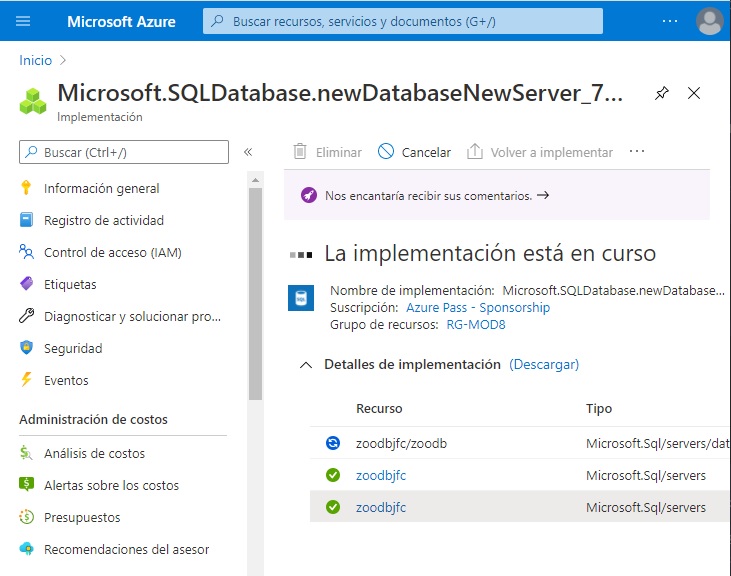 Microsoft Azure
Buscar recursos, servicios y documentos (G+/)
Inicio
Microsoft.SQLDatabase.newDatabaseNewServer_7...
Implementación
Buscar (Ctrl+/)
Información general
Registro de actividad
Control de acceso (IAM)
Etiquetas
Diagnosticar y solucionar pro...
Seguridad
Eventos
Administración de costos
Análisis de costos
Alertas sobre los costos
Presupuestos
Recomendaciones del asesor
Eliminar Cancelar Volver a implementar ...
Nos encantaría recibir sus comentarios. →
La implementación está en curso
Nombre de implementación: Microsoft.SQLDatabase.newDatabase...
Suscripción: Azure Pass - Sponsorship
Grupo de recursos: RG-MOD8
Detalles de implementación (Descargar)
Recurso Tipo
zoodbjfc/zoodb Microsoft.Sql/servers/dat
zoodbjfc Microsoft.Sql/servers
zoodbjfc Microsoft.Sql/servers